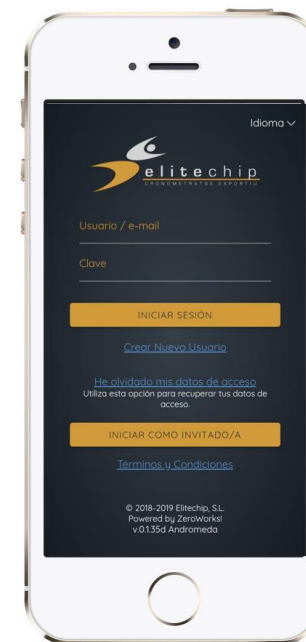 Idioma
elitechip
CRONOMETRATGE ESPORTIU
Usuario / e-mail
Clave
INICIAR SESIÓN
Crear Nuevo Usuario
He olvidado mis datos de acceso
Utiliza esta opción para recuperar tus datos de
acceso.
INICIAR COMO INVITADO/A
Términos y Condiciones
© 2018-2019 Elitechip, S.L.
Powered by ZeroWorks!
v.0.1.35d Andromeda